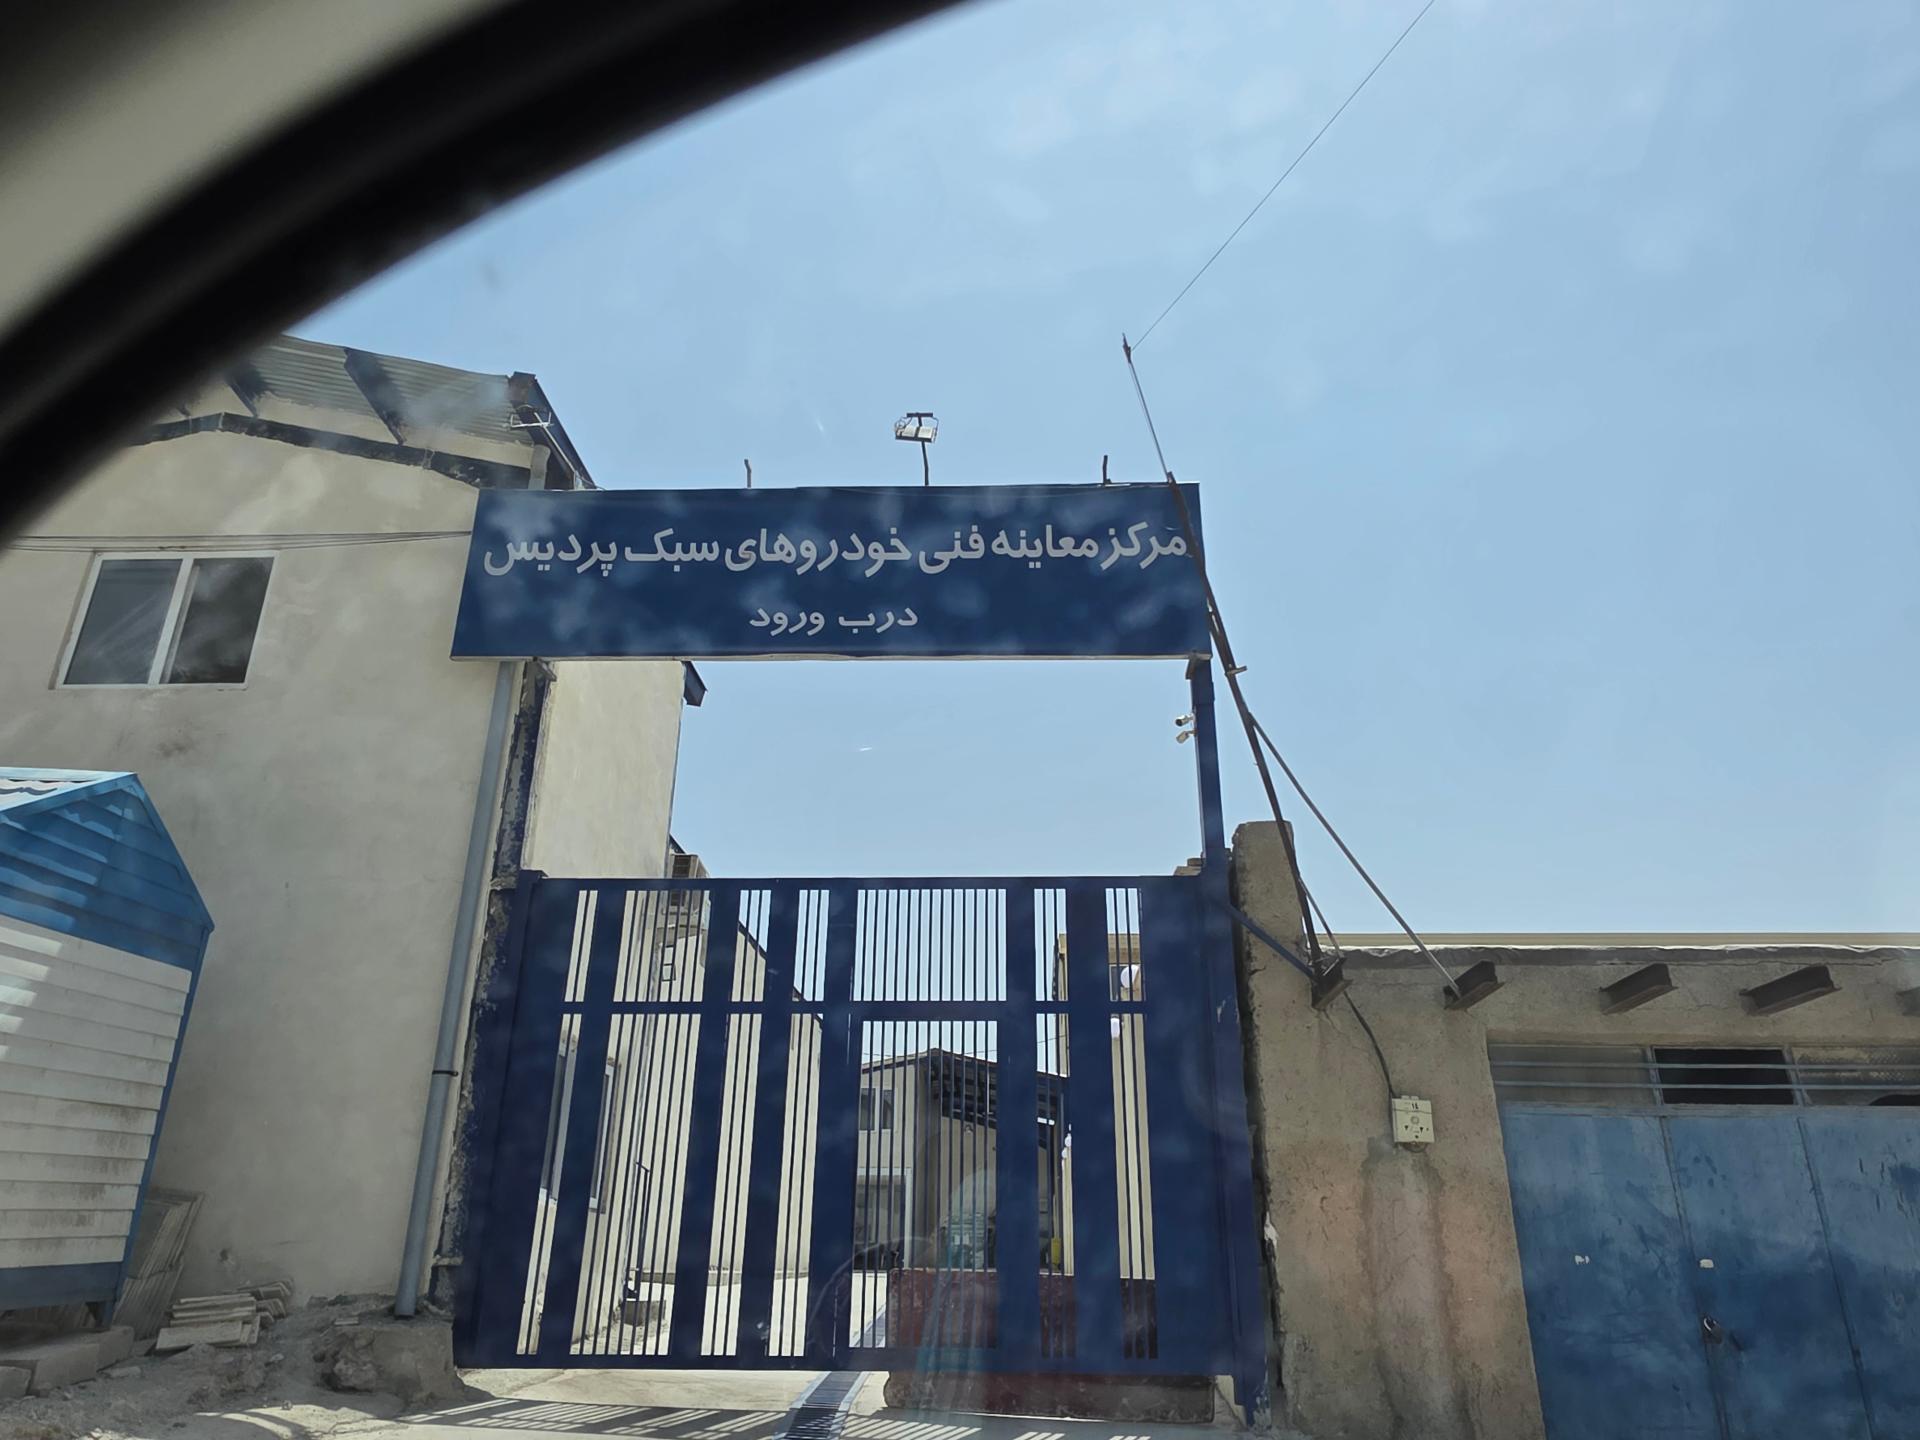 مرکز معاینه فنی خودروهای سبک پردیس
درب ورود